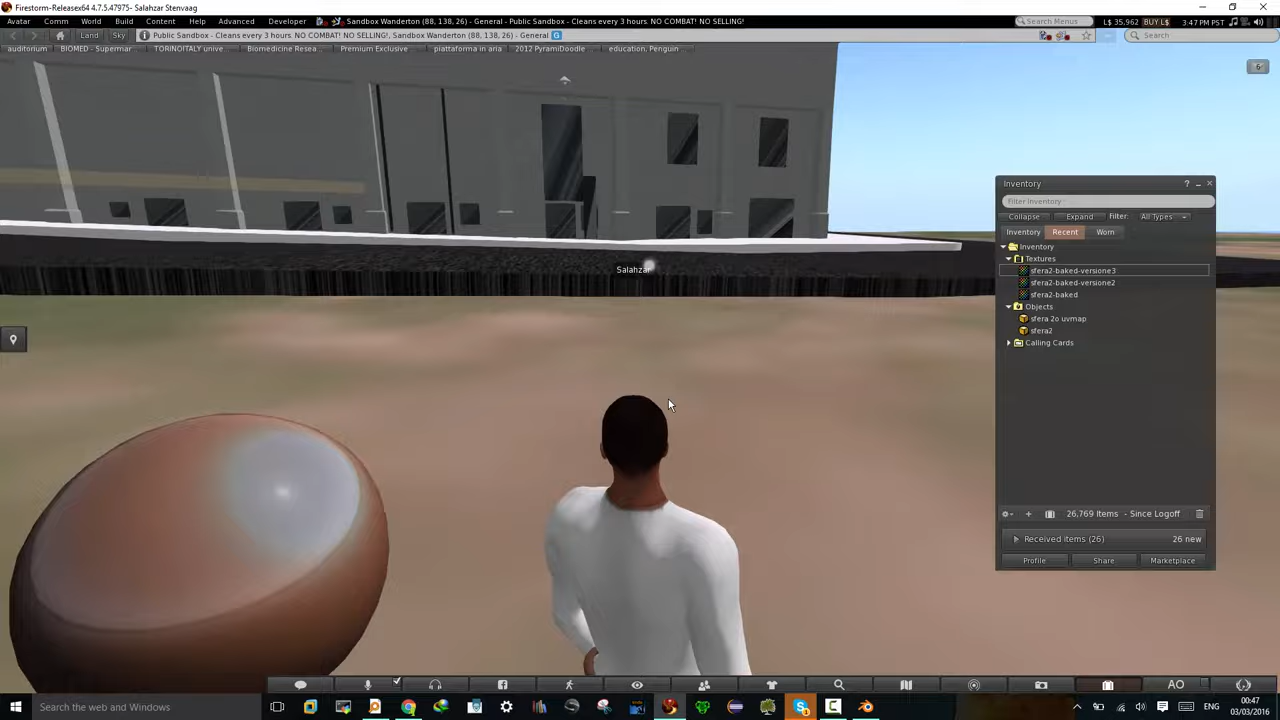 Firestorm-Releasex64 4.7.5.47975- Salahzar Stenvaag
Avatar Comm World Build Content Help Advanced Developer Sandbox Wanderton (88, 138, 26) - General - Public Sandbox - Cleans every 3 hours. NO COMBAT! NO SELLING! Search Menus L$ 35,962 BUY L$ 3:47 PM PST
Land Sky Public Sandbox - Cleans every 3 hours. NO COMBAT! NO SELLING!, Sandbox Wanderton (88, 138, 26) - General G Search
auditorium BIOMED - Supermar... TORINOITALY unive... Biomedicine Resea... Premium Exclusive piattaforma in aria 2012 PyramiDoodle education, Penguin...
Inventory ?
Filter Inventory
Collapse Expand Filter: All Types
Inventory Recent Worn
Inventory
Textures
sfera2-baked-versione3
sfera2-baked-versione2
sfera2-baked
Objects
sfera 2o uvmap
sfera2
Calling Cards
Salahzar
26,769 Items - Since Logoff
Received Items (26) 26 new
Profile Share Marketplace
AO
Search the web and Windows
00:47
03/03/2016